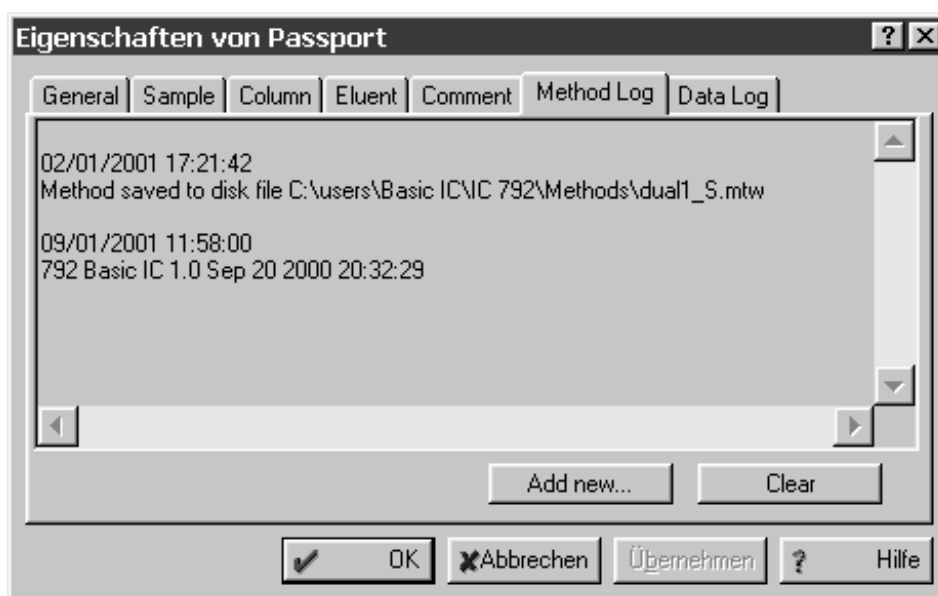 Eigenschaften von Passport
General Sample Column Eluent Comment Method Log Data Log
02/01/2001 17:21:42
Method saved to disk file C:\users\Basic IC\IC 792\Methods\dual1_S.mtw
09/01/2001 11:58:00
792 Basic IC 1.0 Sep 20 2000 20:32:29
Add new... Clear
OK Abbrechen Übernehmen Hilfe